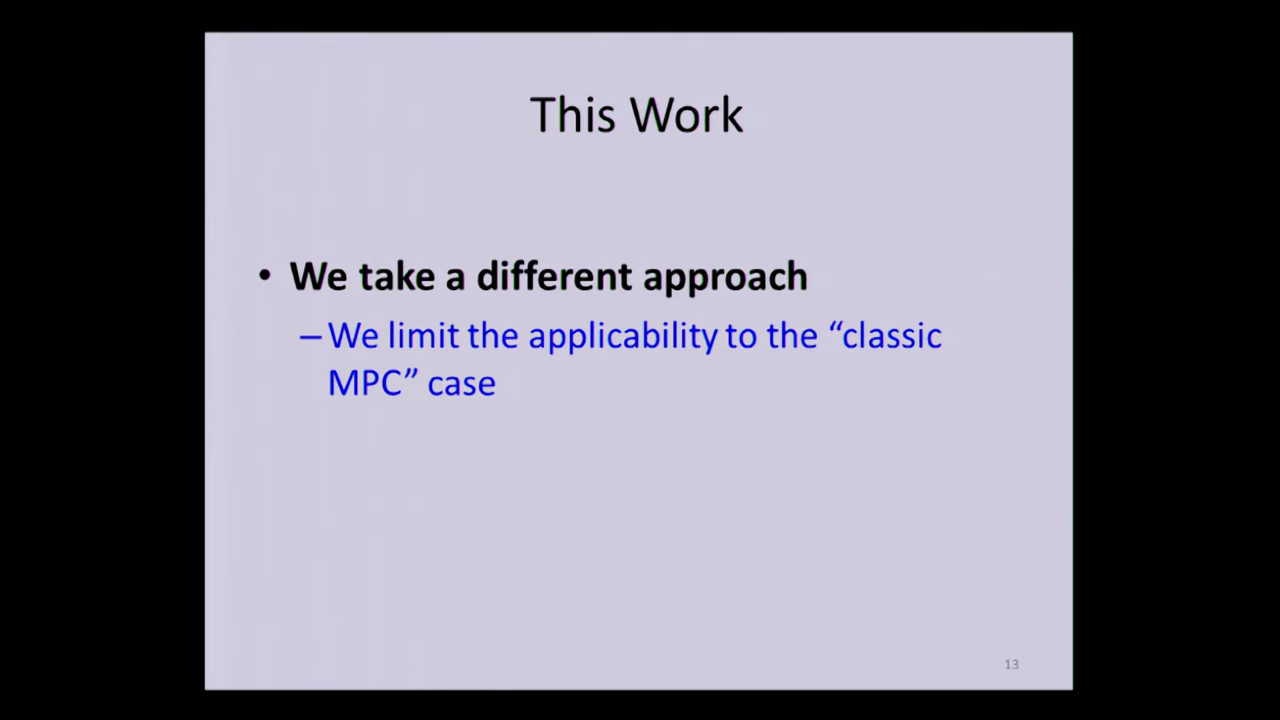 This Work
• We take a different approach
– We limit the applicability to the “classic
MPC” case
13